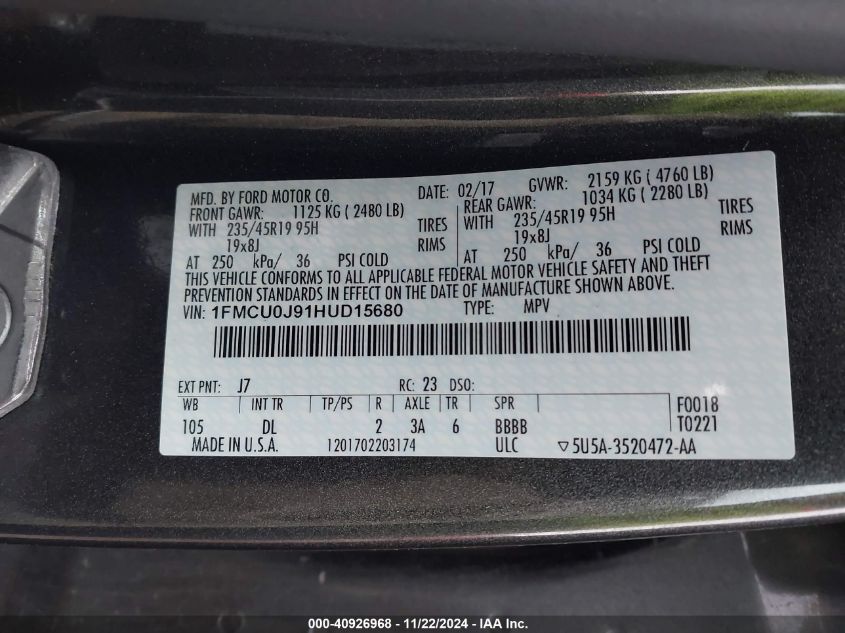 MFD. BY FORD MOTOR CO. DATE: 02/17 GVWR: 2159 KG ( 4760 LB)
FRONT GAWR: 1125 KG ( 2480 LB) REAR GAWR: 1034 KG ( 2280 LB)
WITH 235/45R19 95H TIRES WITH 235/45R19 95H TIRES
19x8J RIMS 19x8J RIMS
AT 250 kPa/ 36 PSI COLD AT 250 kPa/ 36 PSI COLD
THIS VEHICLE CONFORMS TO ALL APPLICABLE FEDERAL MOTOR VEHICLE SAFETY AND THEFT
PREVENTION STANDARDS IN EFFECT ON THE DATE OF MANUFACTURE SHOWN ABOVE.
VIN: 1FMCU0J91HUD15680 TYPE: MPV
EXT PNT: J7 RC: 23 DSO:
WB INT TR TP/PS R AXLE TR SPR F0018
105 DL 2 3A 6 BBBB T0221
MADE IN U.S.A. 1201702203174 ULC ▽5U5A-3520472-AA
000-40926968 - 11/22/2024 - IAA Inc.